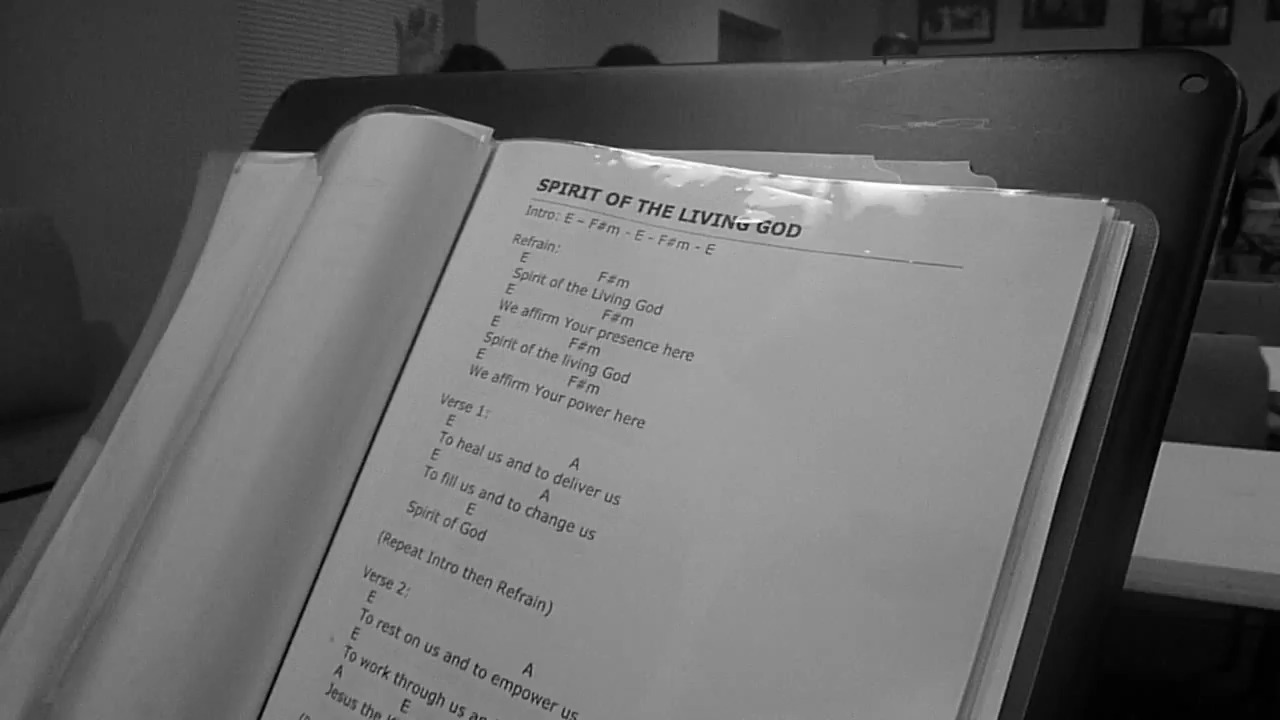 SPIRIT OF THE LIVING GOD
Intro: E – F#m - E - F#m - E
Refrain:
E F#m
Spirit of the Living God
E F#m
We affirm Your presence here
E F#m
Spirit of the living God
E F#m
We affirm Your power here
Verse 1:
E A
To heal us and to deliver us
E A
To fill us and to change us
E
Spirit of God
(Repeat Intro then Refrain)
Verse 2:
E A
To rest on us and to empower us
E
To work through us
A E
Jesus the